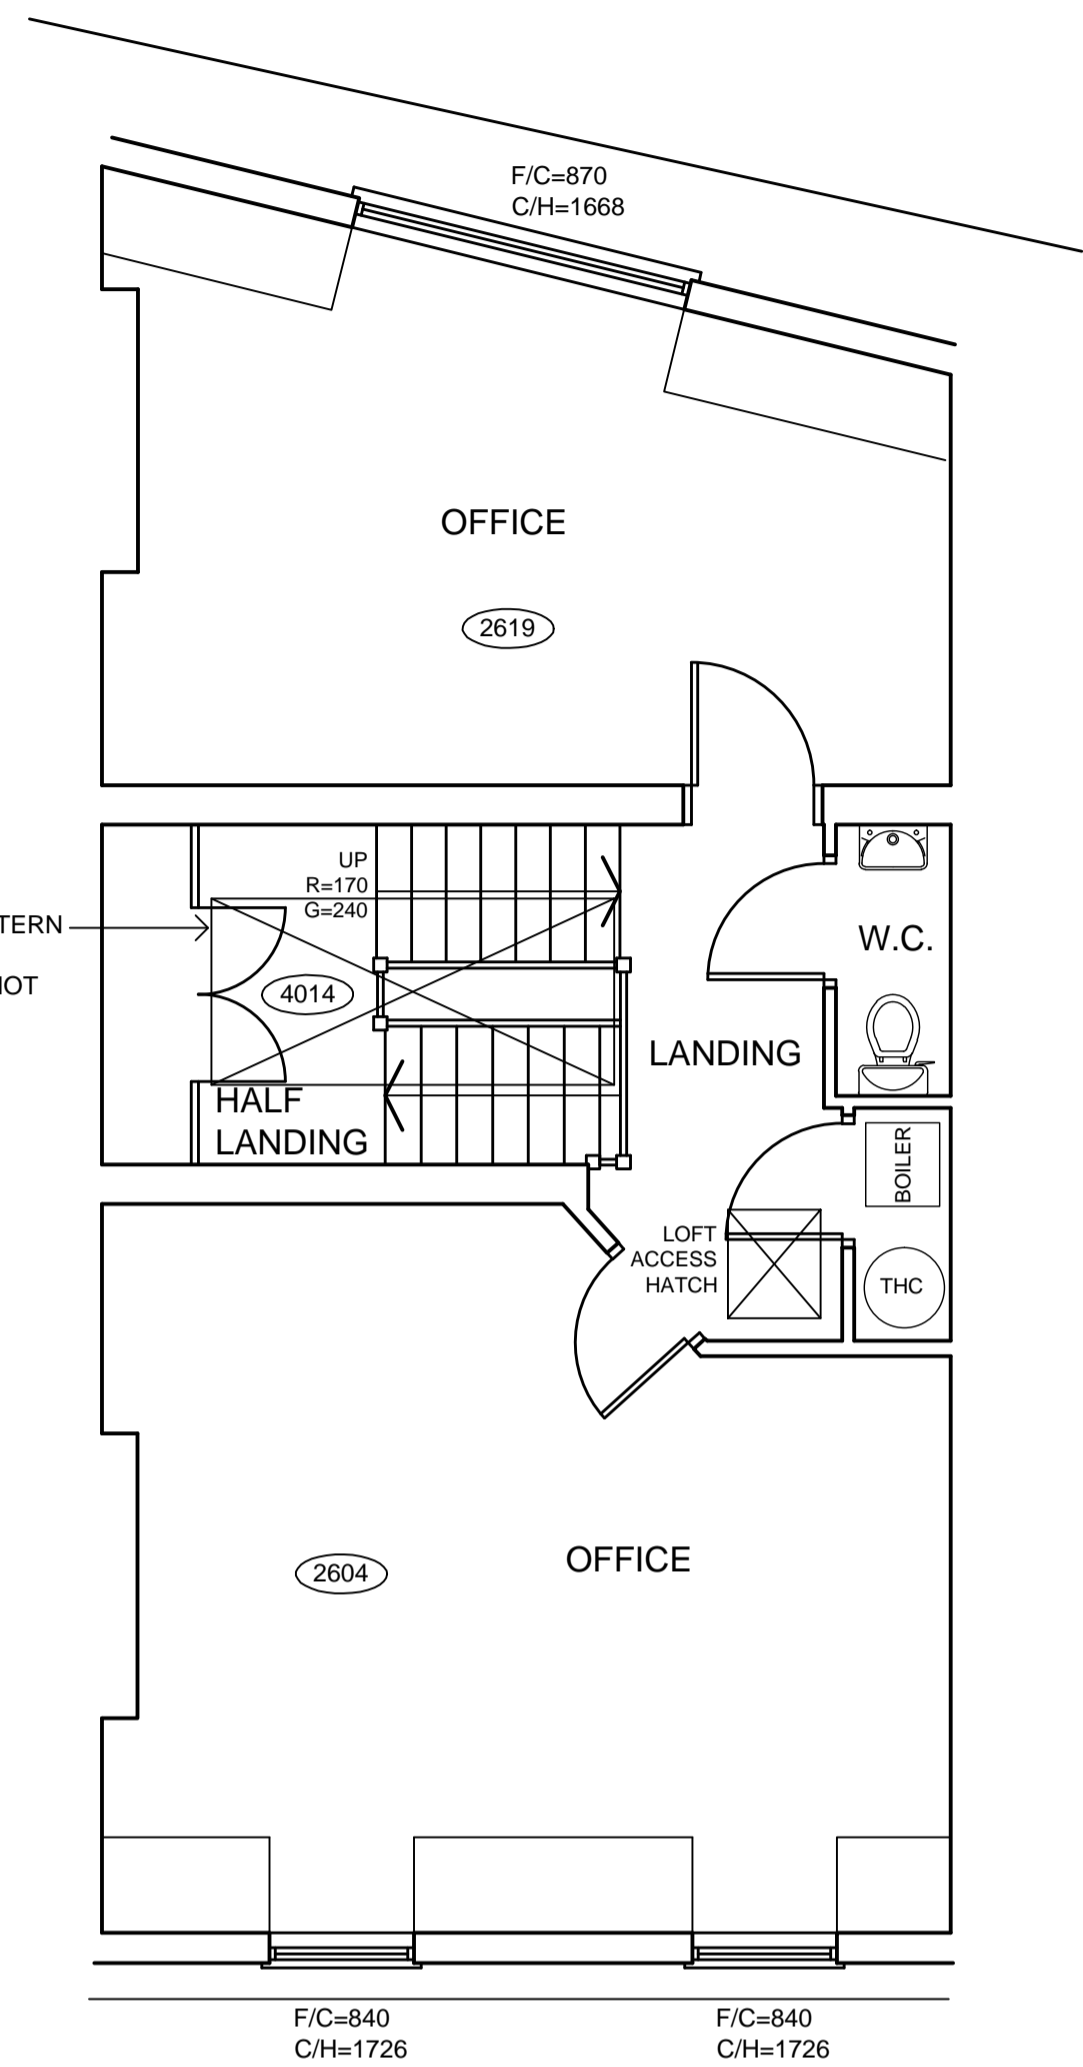 F/C=870
C/H=1668
OFFICE
2619
UP
R=170
G=240
4014
HALF
LANDING
LANDING
W.C.
BOILER
THC
LOFT
ACCESS
HATCH
2604
OFFICE
F/C=840
C/H=1726
F/C=840
C/H=1726